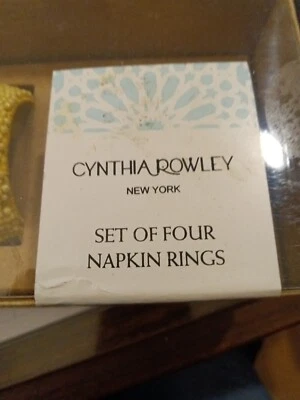 CYNTHIA ROWLEY
NEW YORK
SET OF FOUR
NAPKIN RINGS